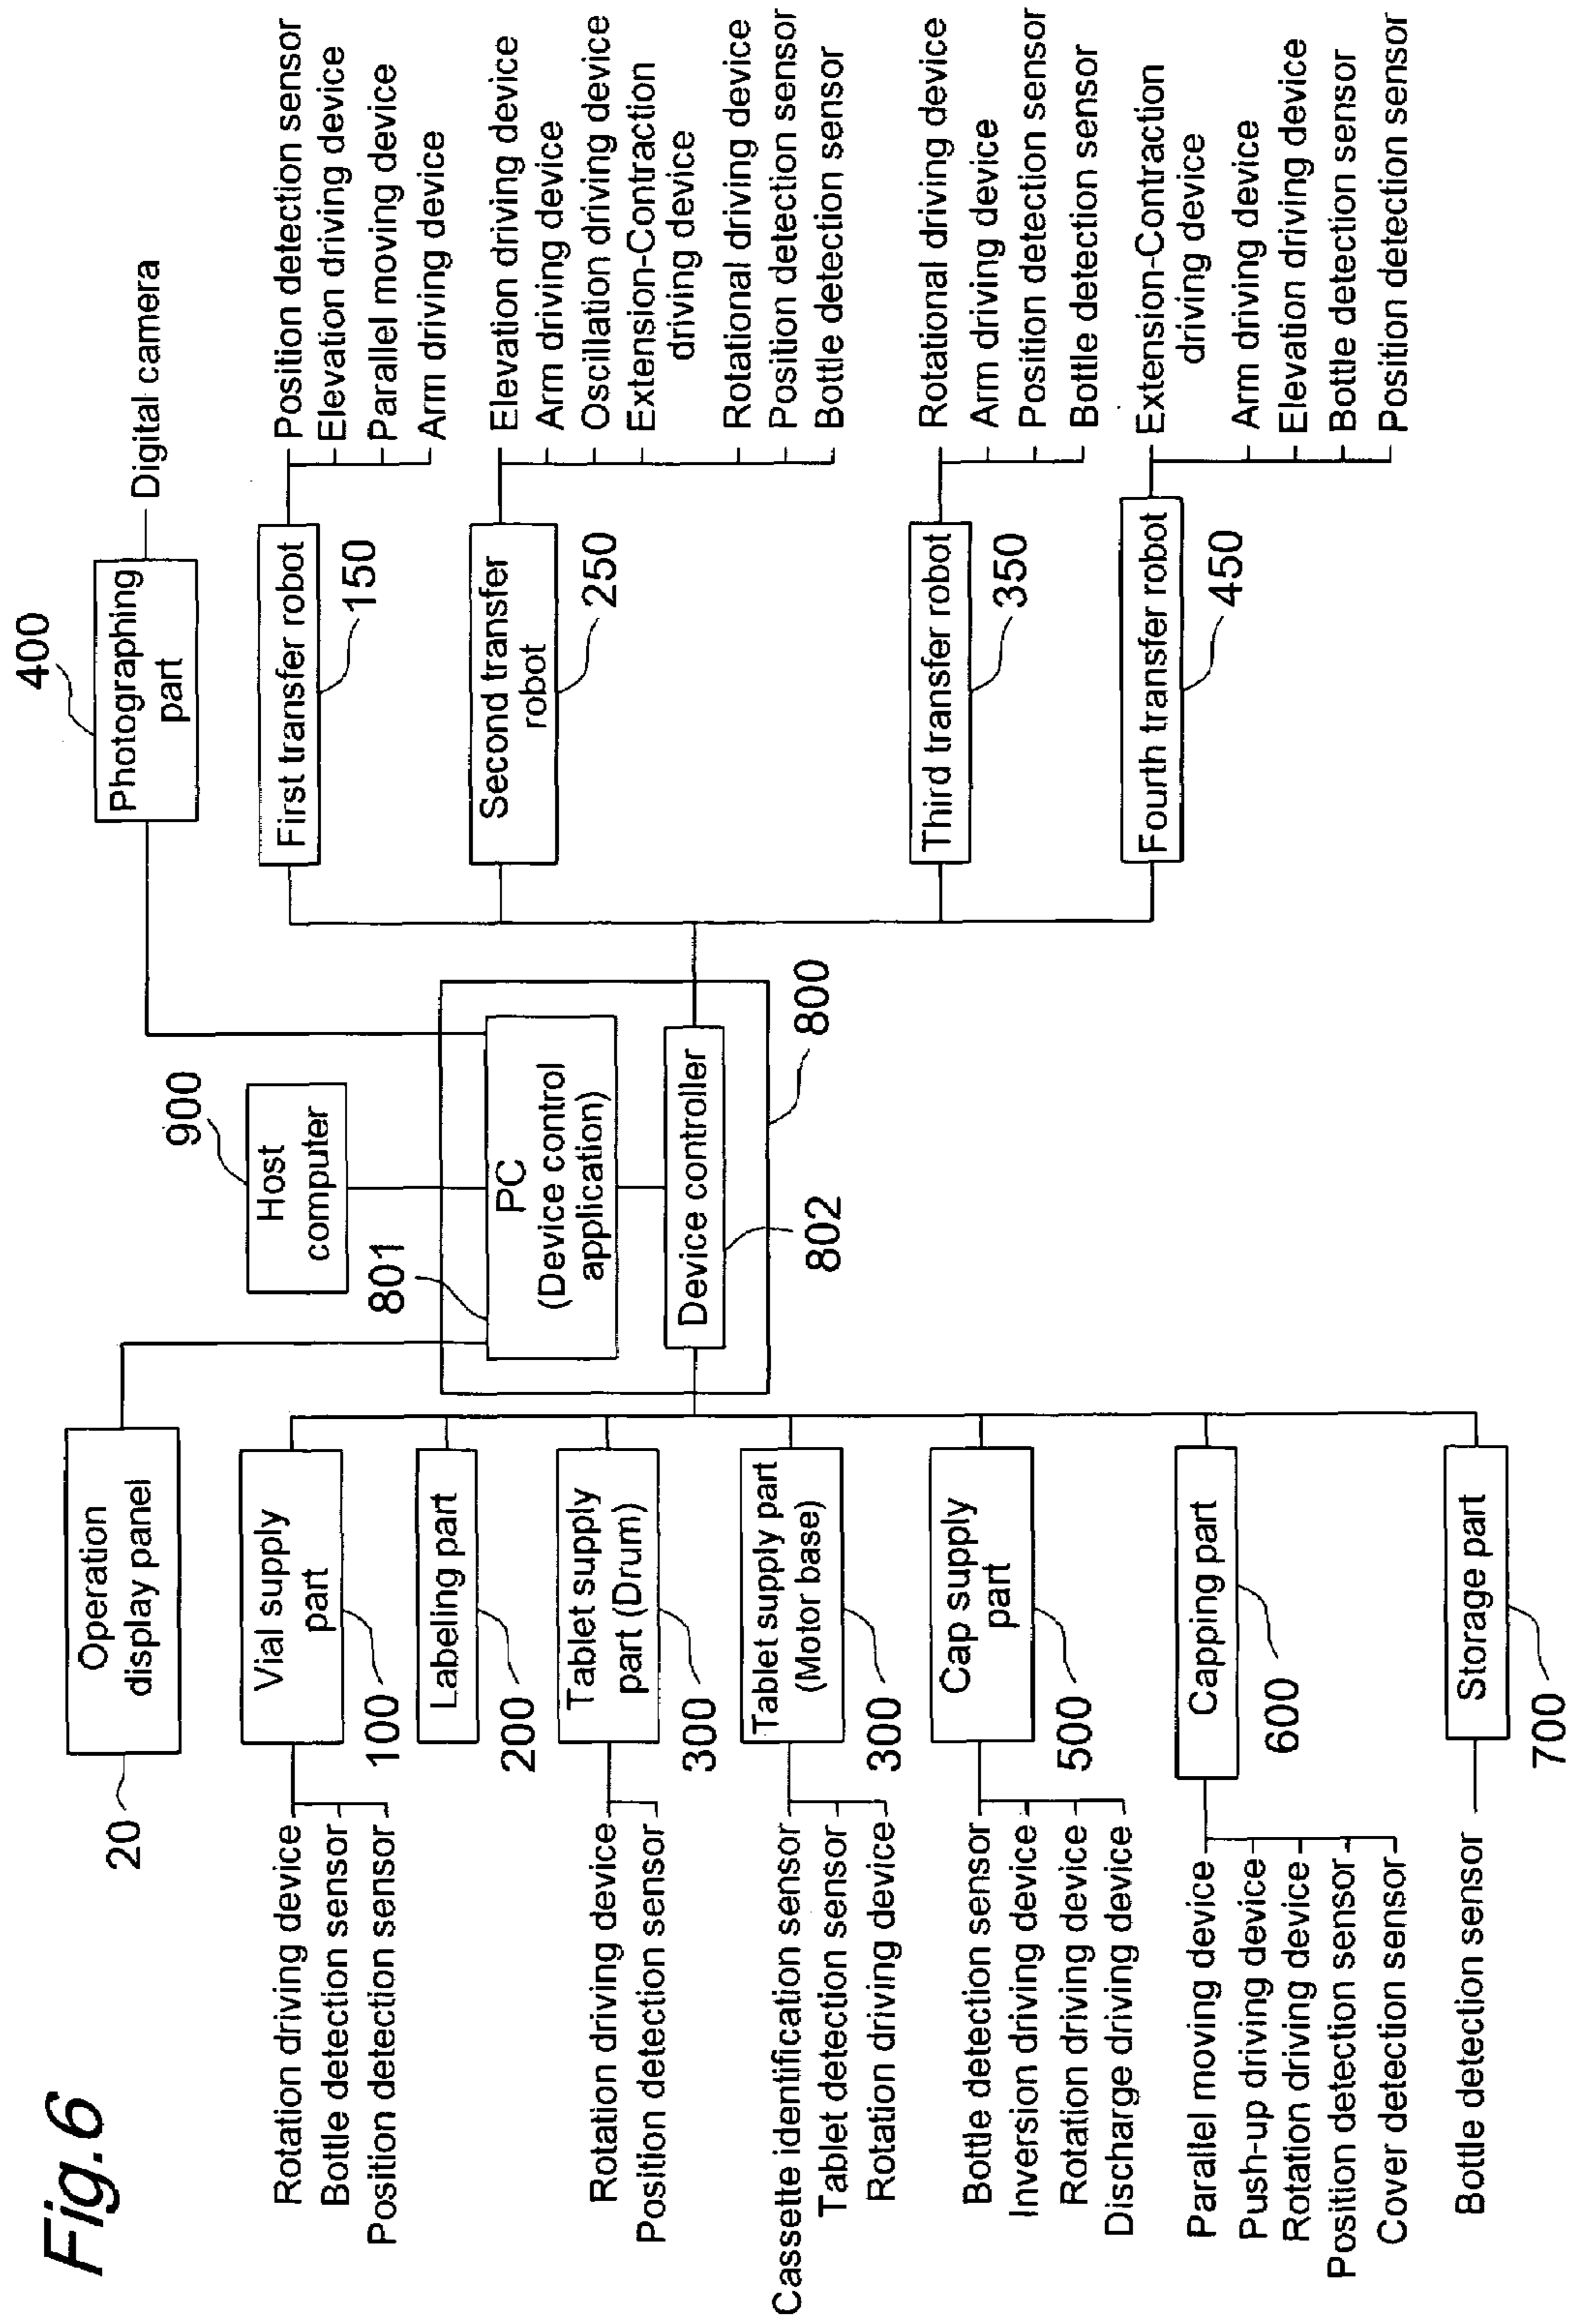 Fig.6
20
Operation
display panel
900
Host
computer
400
Photographing
part
Digital camera
801
PC
(Device control
application)
Device controller
802
800
Rotation driving device
Bottle detection sensor
Position detection sensor
Vial supply
part
100
Labeling part
200
Rotation driving device
Position detection sensor
Tablet supply
part (Drum)
300
Cassette identification sensor
Tablet detection sensor
Rotation driving device
Tablet supply part
(Motor base)
300
Bottle detection sensor
Inversion driving device
Rotation driving device
Discharge driving device
Cap supply
part
500
Parallel moving device
Push-up driving device
Rotation driving device
Position detection sensor
Cover detection sensor
Capping part
600
Bottle detection sensor
Storage part
700
First transfer robot
150
Position detection sensor
Elevation driving device
Parallel moving device
Arm driving device
Second transfer
robot
250
Elevation driving device
Arm driving device
Oscillation driving device
Extension-Contraction
driving device
Rotational driving device
Position detection sensor
Bottle detection sensor
Third transfer robot
350
Rotational driving device
Arm driving device
Position detection sensor
Bottle detection sensor
Fourth transfer robot
450
Extension-Contraction
driving device
Arm driving device
Elevation driving device
Bottle detection sensor
Position detection sensor